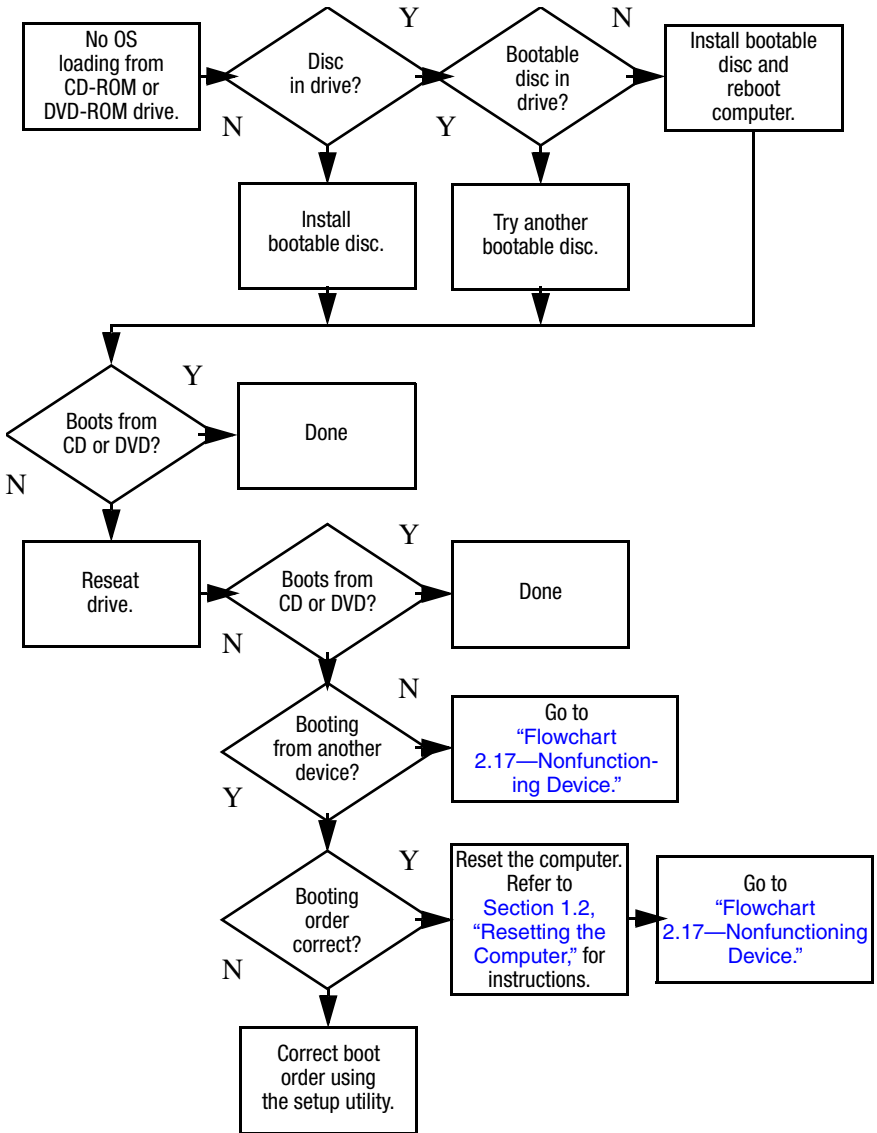 No OS
loading from
CD-ROM or
DVD-ROM drive.
Disc
in drive?
Y
N
Bootable
disc in
drive?
N
Y
Install bootable
disc and
reboot
computer.
Install
bootable disc.
Try another
bootable disc.
Boots from
CD or DVD?
Y
N
Done
Reseat
drive.
Boots from
CD or DVD?
Y
N
Done
Booting
from another
device?
N
Y
Go to
“Flowchart
2.17—Nonfunction-
ing Device.”
Booting
order
correct?
Y
N
Reset the computer.
Refer to
Section 1.2,
“Resetting the
Computer,” for
instructions.
Go to
“Flowchart
2.17—Nonfunctioning
Device.”
Correct boot
order using
the setup utility.